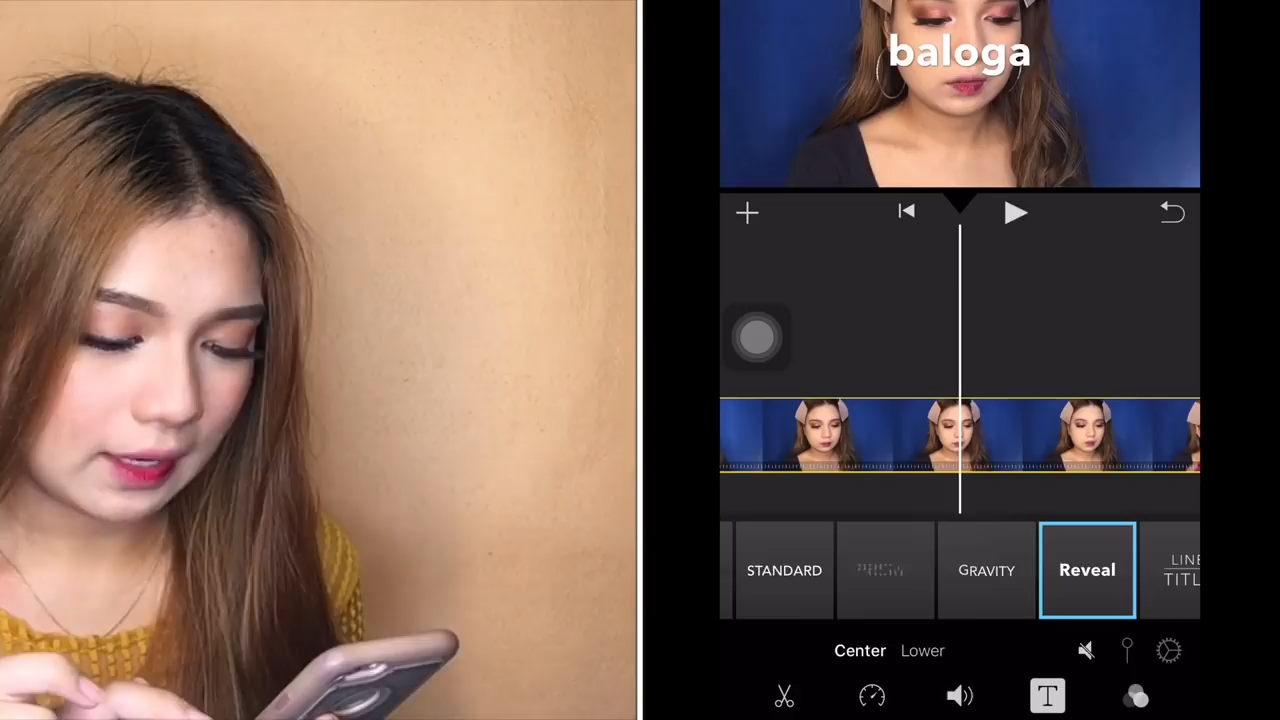 baloga
STANDARD
GRAVITY
Reveal
LINE
TITL
Center Lower
T